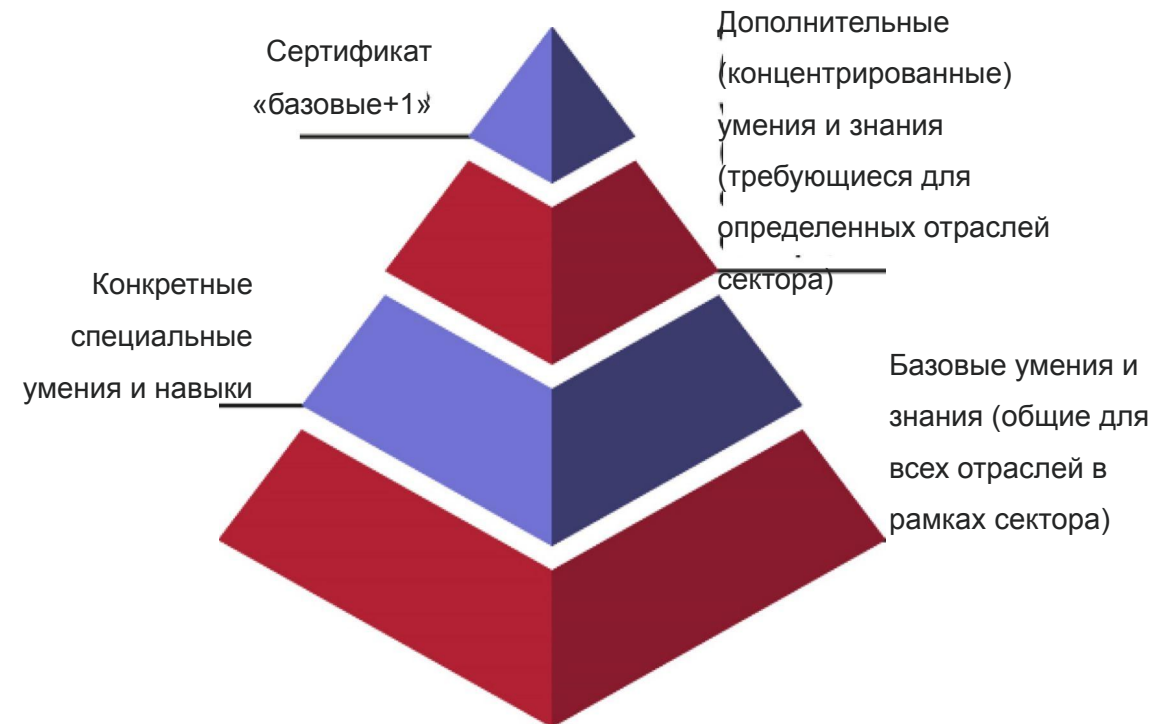 Сертификат
«базовые+1»
Дополнительные
(концентрированные)
умения и знания
(требующиеся для
определенных отраслей
сектора)
Конкретные
специальные
умения и навыки
Базовые умения и
знания (общие для
всех отраслей в
рамках сектора)